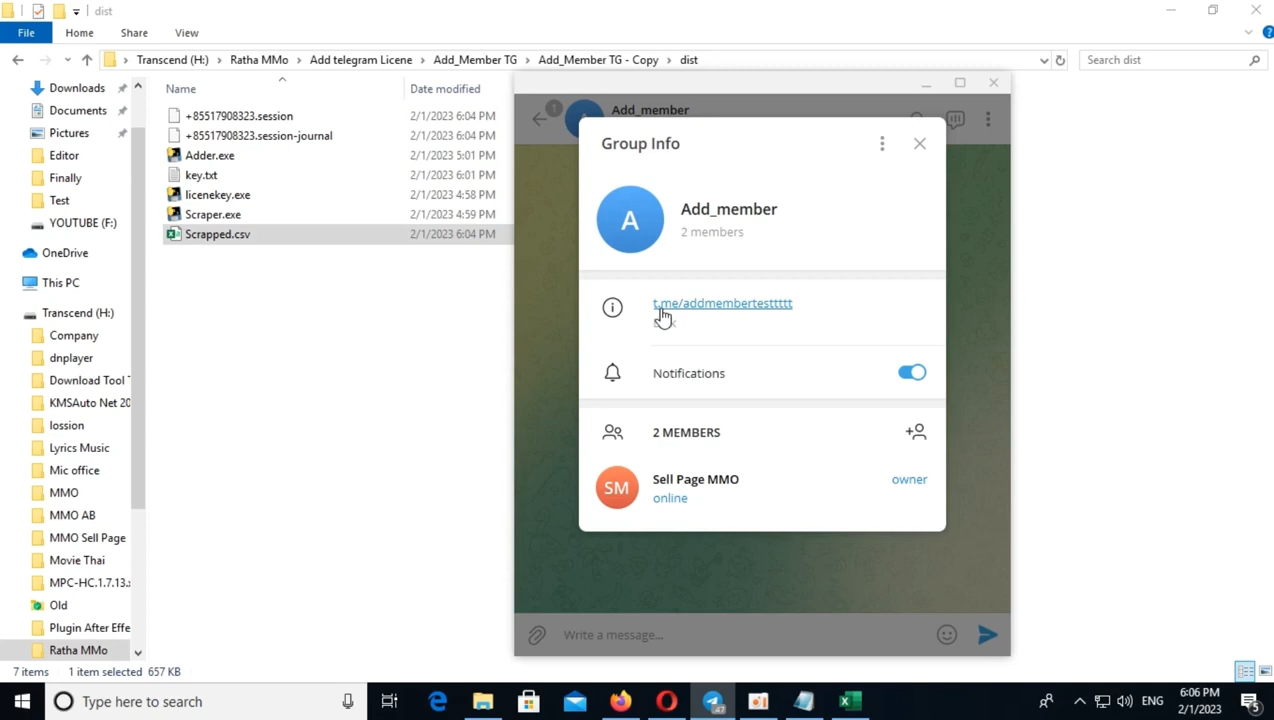 dist
File Home Share View
Transcend (H:) Ratha MMo Add telegram Licene Add_Member TG Add_Member TG - Copy dist
Search dist
Downloads
Documents
Pictures
Editor
Finally
Test
YOUTUBE (F:)
OneDrive
This PC
Transcend (H:)
Company
dnplayer
Download Tool
KMSAuto Net 20
lossion
Lyrics Music
Mic office
MMO
MMO AB
MMO Sell Page
Movie Thai
MPC-HC.1.7.13.
Old
Plugin After Effe
Ratha MMo
Name Date modified
+85517908323.session 2/1/2023 6:04 PM
+85517908323.session-journal 2/1/2023 6:04 PM
Adder.exe 2/1/2023 5:01 PM
key.txt 2/1/2023 6:01 PM
licenekey.exe 2/1/2023 4:58 PM
Scraper.exe 2/1/2023 4:59 PM
Scrapped.csv 2/1/2023 6:04 PM
1
Add_member
Group Info
A
Add_member
2 members
t.me/addmembertesttttt
Notifications
2 MEMBERS
SM
Sell Page MMO owner
online
Write a message...
7 items 1 item selected 657 KB
Type here to search
47
ENG
6:06 PM
2/1/2023
5